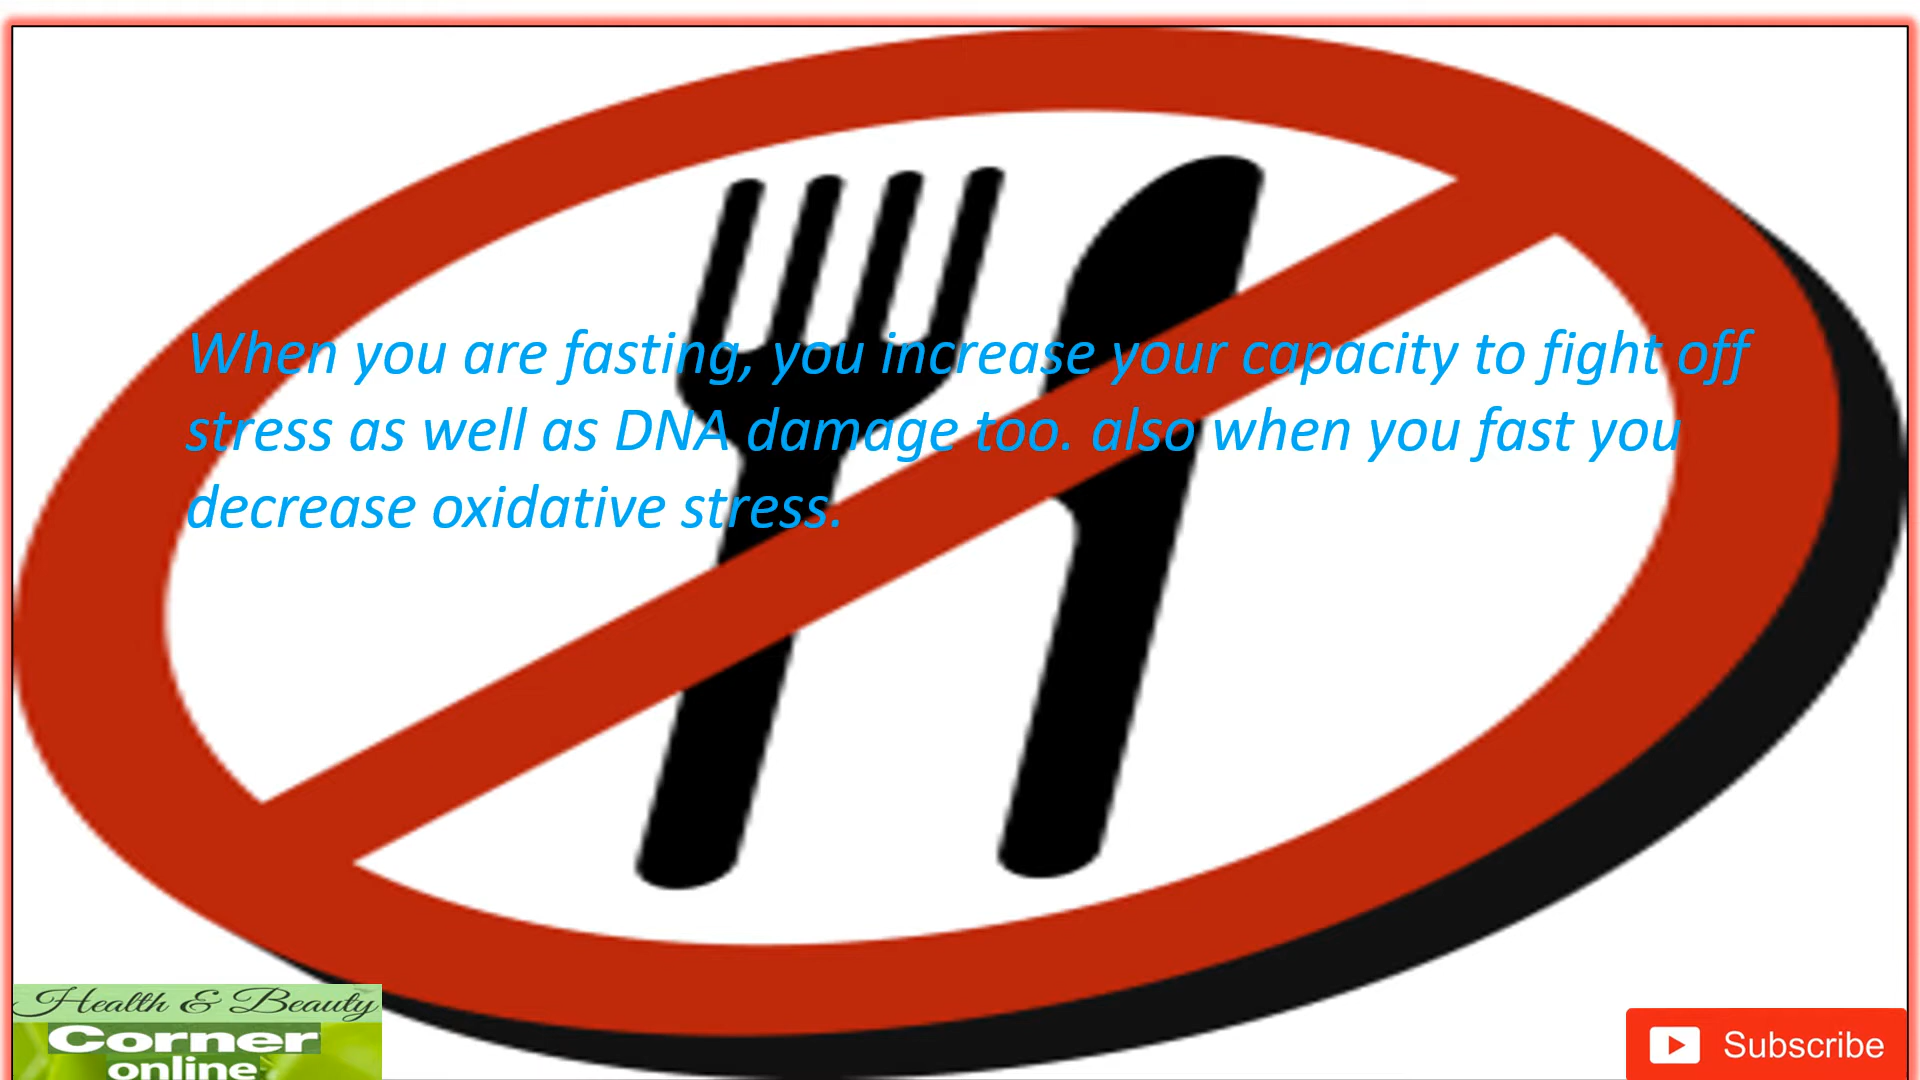 When you are fasting, you increase your capacity to fight off
stress as well as DNA damage too. also when you fast you
decrease oxidative stress.
Health & Beauty
Corner
online
Subscribe